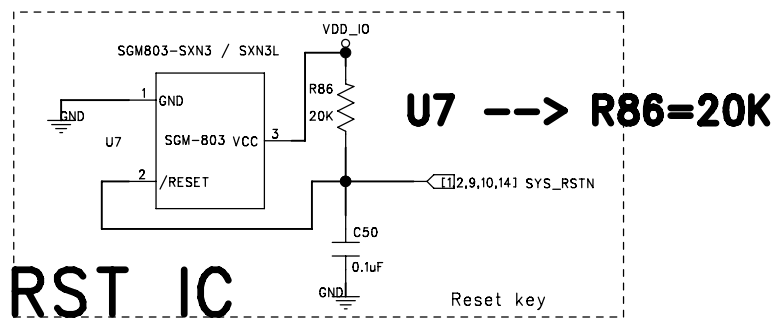 VDD_IO
SGM803-SXN3 / SXN3L
R86
20K
U7 --> R86=20K
1
GND
GND
U7
SGM-803 VCC
3
2
/RESET
[1,2,9,10,14] SYS_RSTN
C50
0.1uF
GND
RST IC
Reset key